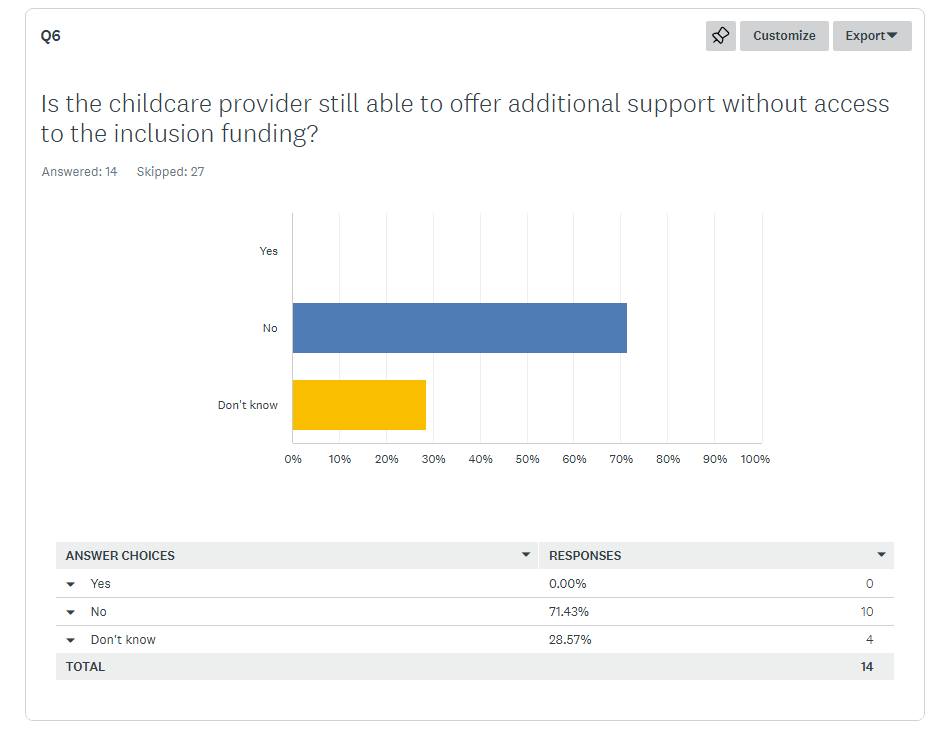 Q6
Customize
Export
Is the childcare provider still able to offer additional support without access
to the inclusion funding?
Answered: 14 Skipped: 27
Yes
No
Don't know
0% 10% 20% 30% 40% 50% 60% 70% 80% 90% 100%
ANSWER CHOICES RESPONSES
Yes 0.00% 0
No 71.43% 10
Don't know 28.57% 4
TOTAL 14